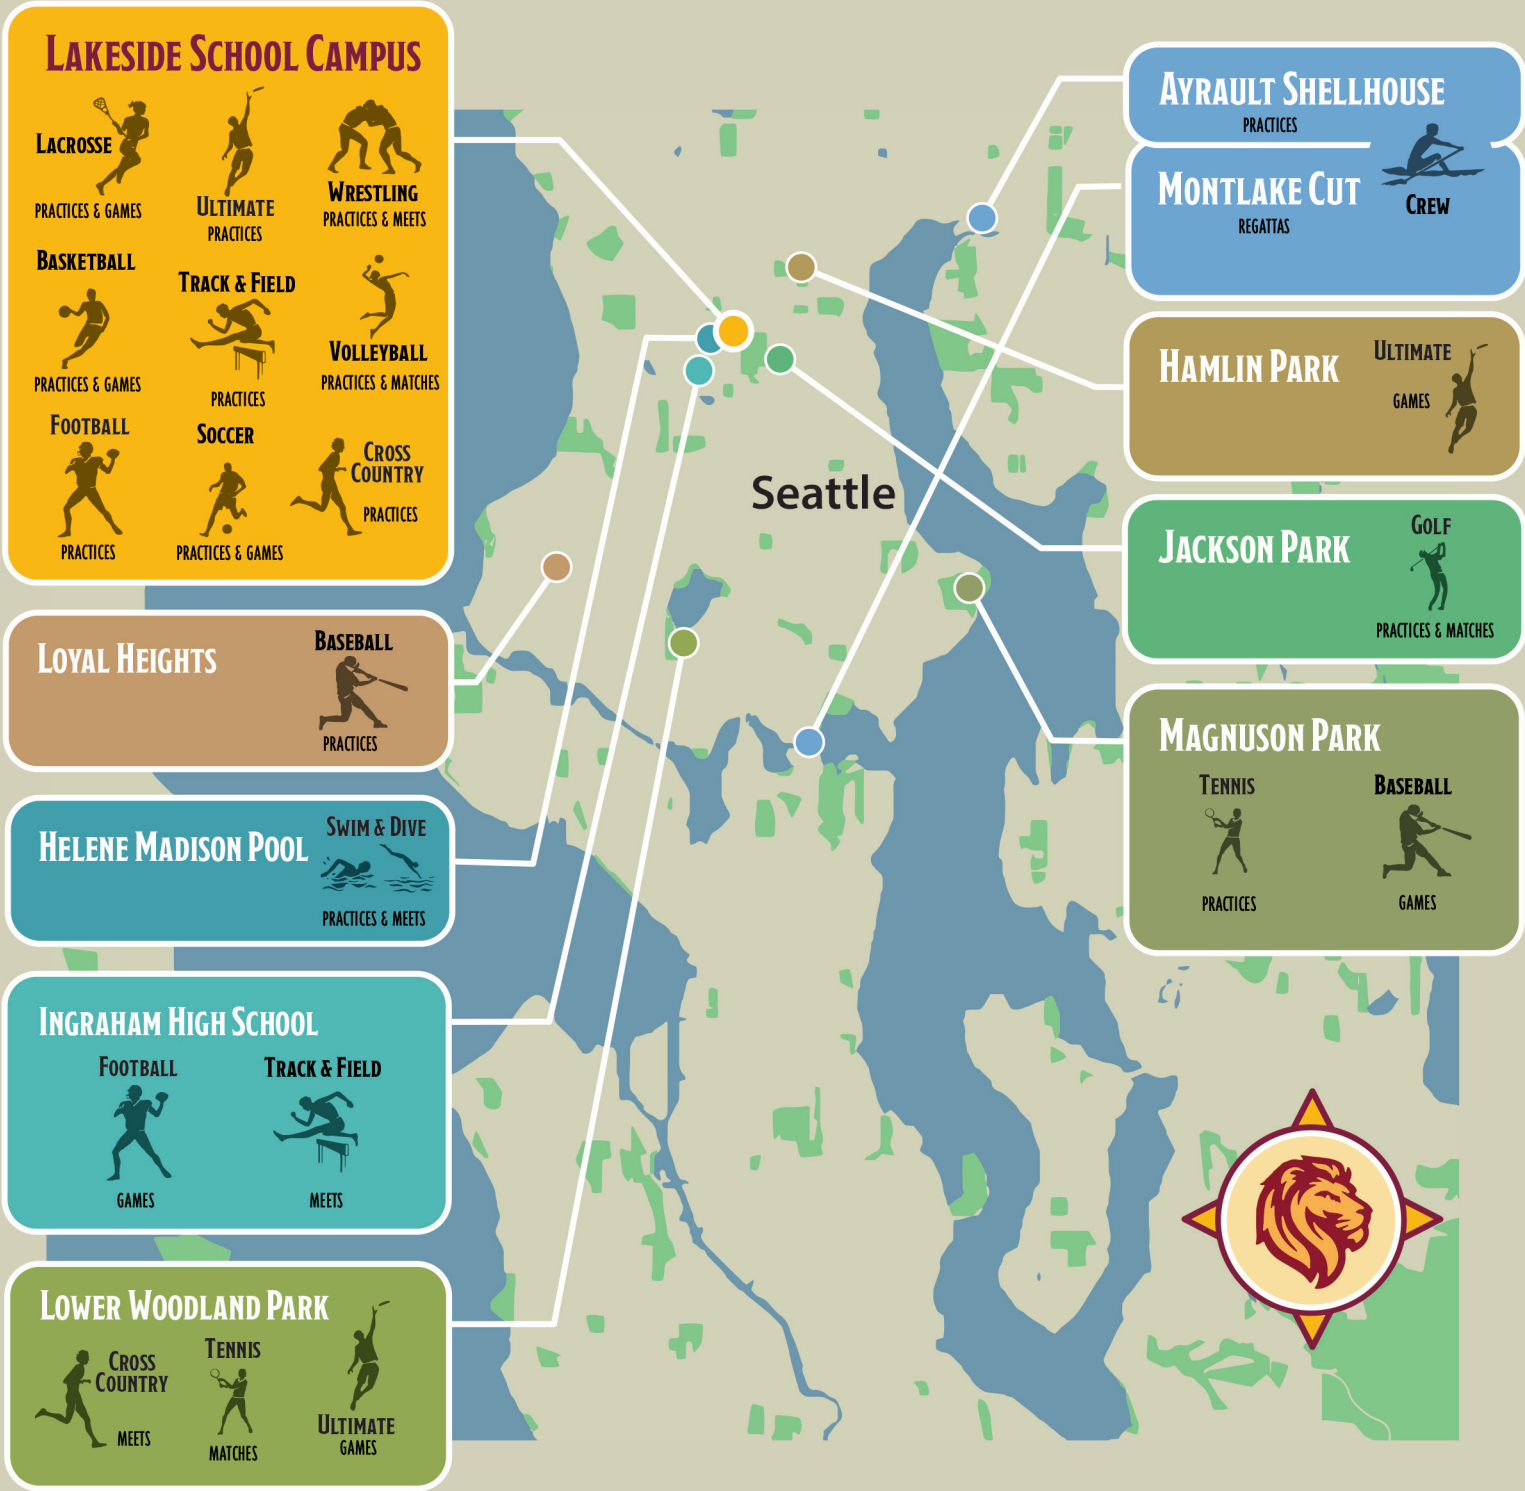 LAKESIDE SCHOOL CAMPUS
LACROSSE
PRACTICES & GAMES
ULTIMATE
PRACTICES
WRESTLING
PRACTICES & MEETS
BASKETBALL
PRACTICES & GAMES
TRACK & FIELD
PRACTICES
VOLLEYBALL
PRACTICES & MATCHES
FOOTBALL
PRACTICES
SOCCER
PRACTICES & GAMES
CROSS
COUNTRY
PRACTICES
LOYAL HEIGHTS
BASEBALL
PRACTICES
HELENE MADISON POOL
SWIM & DIVE
PRACTICES & MEETS
INGRAHAM HIGH SCHOOL
FOOTBALL
GAMES
TRACK & FIELD
MEETS
LOWER WOODLAND PARK
CROSS
COUNTRY
MEETS
TENNIS
MATCHES
ULTIMATE
GAMES
Seattle
AYRAULT SHELLHOUSE
PRACTICES
MONTLAKE CUT
REGATTAS
CREW
HAMLIN PARK
ULTIMATE
GAMES
JACKSON PARK
GOLF
PRACTICES & MATCHES
MAGNUSON PARK
TENNIS
PRACTICES
BASEBALL
GAMES